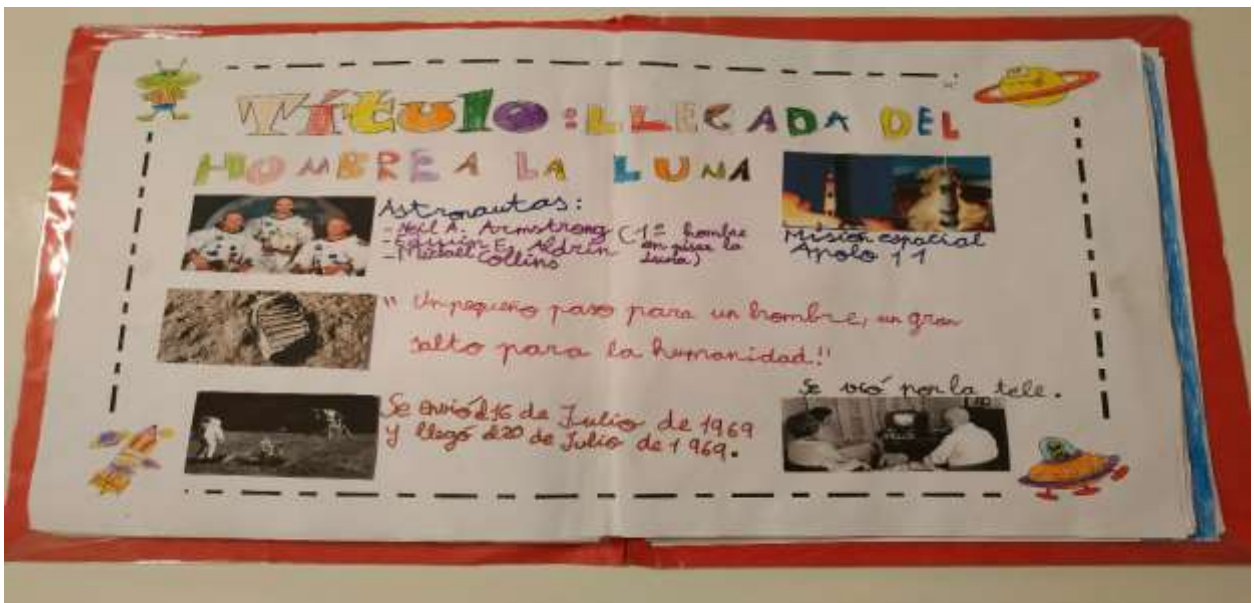 TÍTULO: LLEGADA DEL
HOMBRE A LA LUNA
Astronautas:
- Neil A. Armstrong (1º hombre
en pisar la
Luna)
- E. Aldrin
- Michael Collins
Misión espacial
Apolo 11
" Un pequeño paso para un hombre, un gran
salto para la humanidad!!
Se envió el 16 de Julio de 1969
y llegó el 20 de Julio de 1969.
Se vió por la tele.